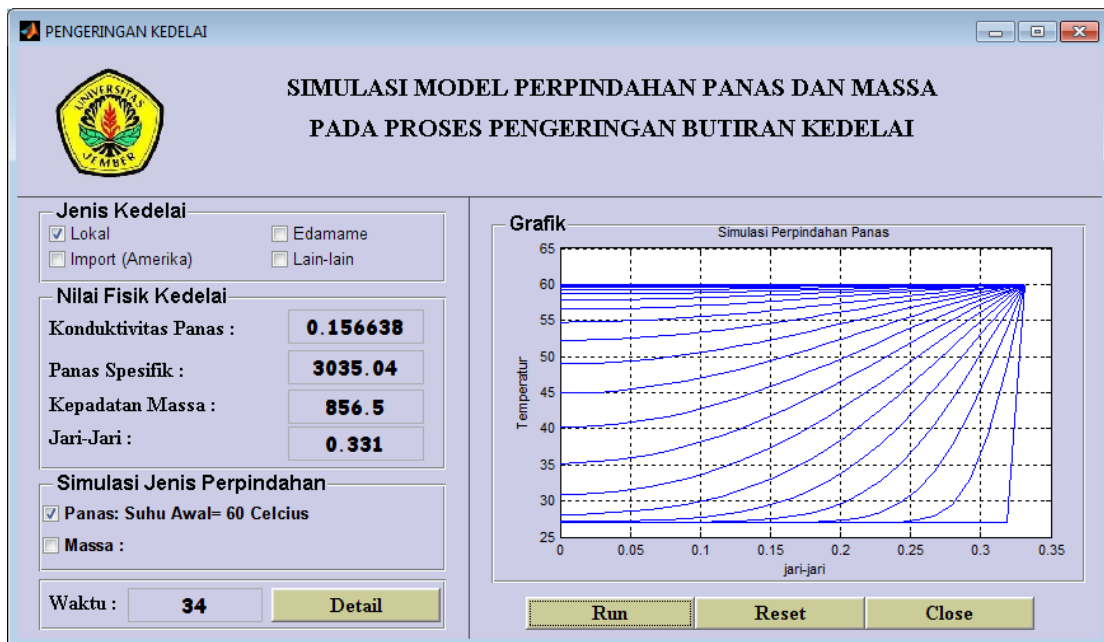 PENGERINGAN KEDELAI
UNIVERSITAS
JEMBER
SIMULASI MODEL PERPINDAHAN PANAS DAN MASSA
PADA PROSES PENGERINGAN BUTIRAN KEDELAI
Jenis Kedelai
Lokal
Edamame
Import (Amerika)
Lain-lain
Nilai Fisik Kedelai
Konduktivitas Panas :
0.156638
Panas Spesifik :
3035.04
Kepadatan Massa :
856.5
Jari-Jari :
0.331
Simulasi Jenis Perpindahan
Panas: Suhu Awal= 60 Celcius
Massa :
Waktu :
34
Detail
Grafik
Simulasi Perpindahan Panas
65
60
55
50
45
40
35
30
25
Temperatur
0
0.05
0.1
0.15
0.2
0.25
0.3
0.35
jari-jari
Run
Reset
Close